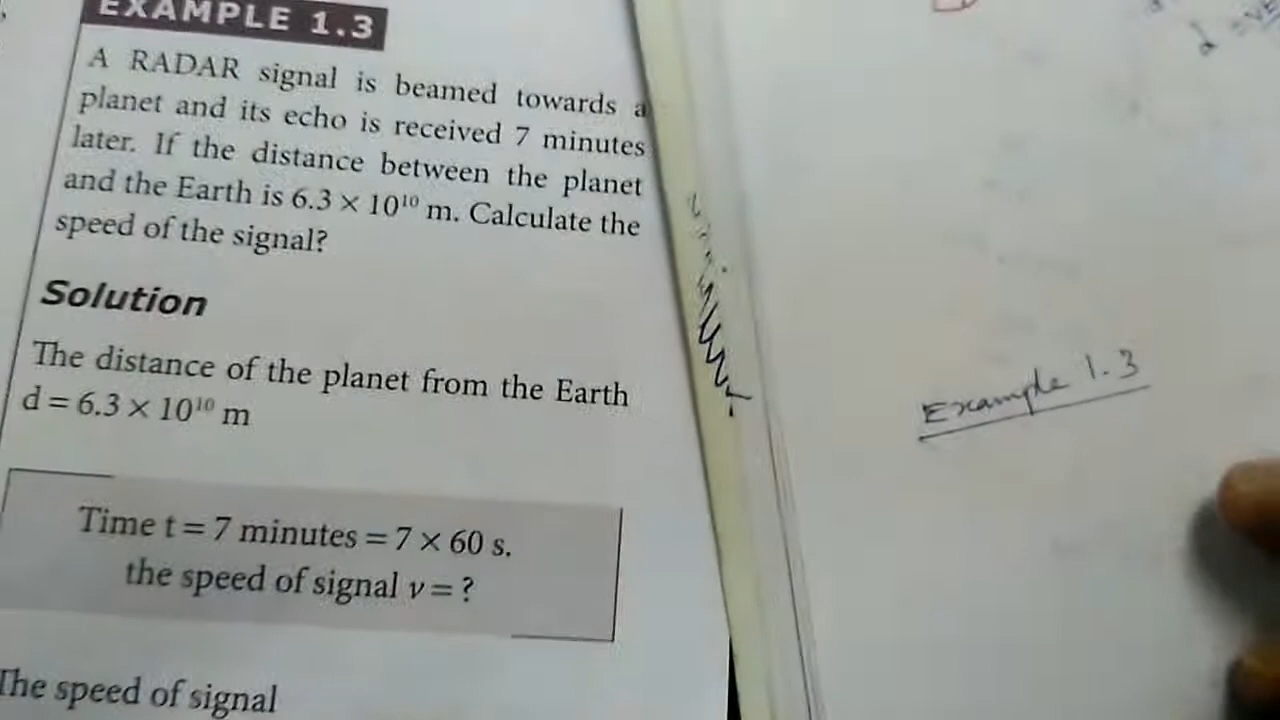 EXAMPLE 1.3
A RADAR signal is beamed towards a
planet and its echo is received 7 minutes
later. If the distance between the planet
and the Earth is 6.3 × 10¹⁰ m. Calculate the
speed of the signal?
Solution
The distance of the planet from the Earth
d = 6.3 × 10¹⁰ m
Time t = 7 minutes = 7 × 60 s.
the speed of signal v = ?
The speed of signal
Example 1.3